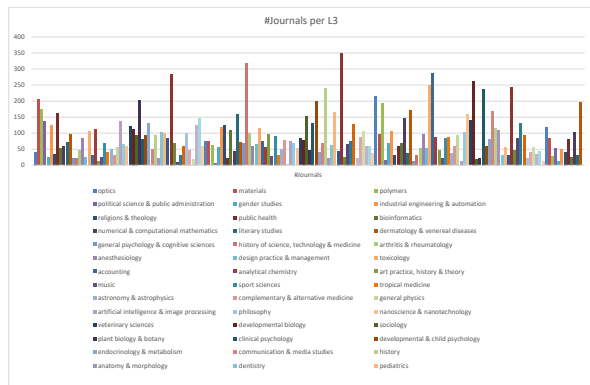 #Journals per L3
400
350
300
250
200
150
100
50
0
#Journals
optics materials polymers
political science & public administration gender studies industrial engineering & automation
religions & theology public health bioinformatics
numerical & computational mathematics literary studies dermatology & venereal diseases
general psychology & cognitive sciences history of science, technology & medicine arthritis & rheumatology
anesthesiology design practice & management toxicology
accounting analytical chemistry art practice, history & theory
music sport sciences tropical medicine
astronomy & astrophysics complementary & alternative medicine general physics
artificial intelligence & image processing philosophy nanoscience & nanotechnology
veterinary sciences developmental biology sociology
plant biology & botany clinical psychology developmental & child psychology
endocrinology & metabolism communication & media studies history
anatomy & morphology dentistry pediatrics